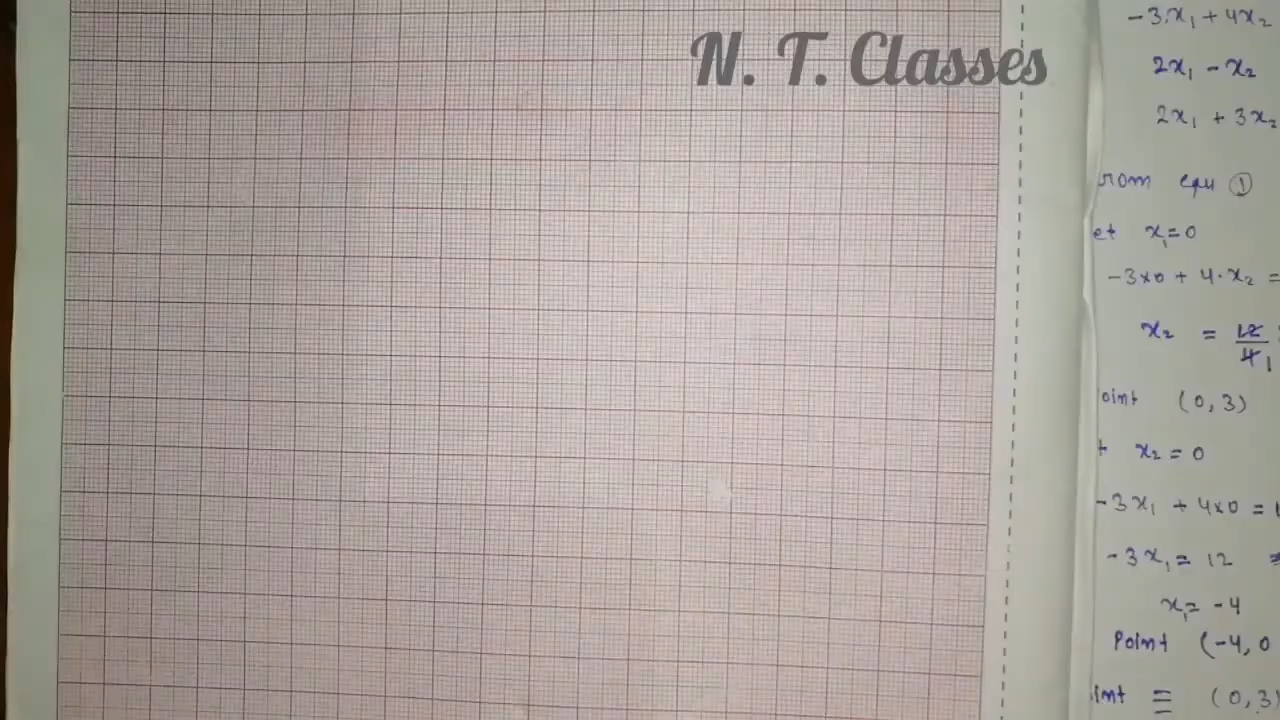 N. T. Classes
-3x₁ + 4x₂
2x₁ - x₂
2x₁ + 3x₂
rom equ ①
et x₁=0
-3×0 + 4·x₂ =
x₂ = 12/4 1
oint (0,3)
t x₂ = 0
-3x₁ + 4×0 = 1
-3x₁ = 12 =
x₁= -4
Point (-4, 0
int = (0,3)